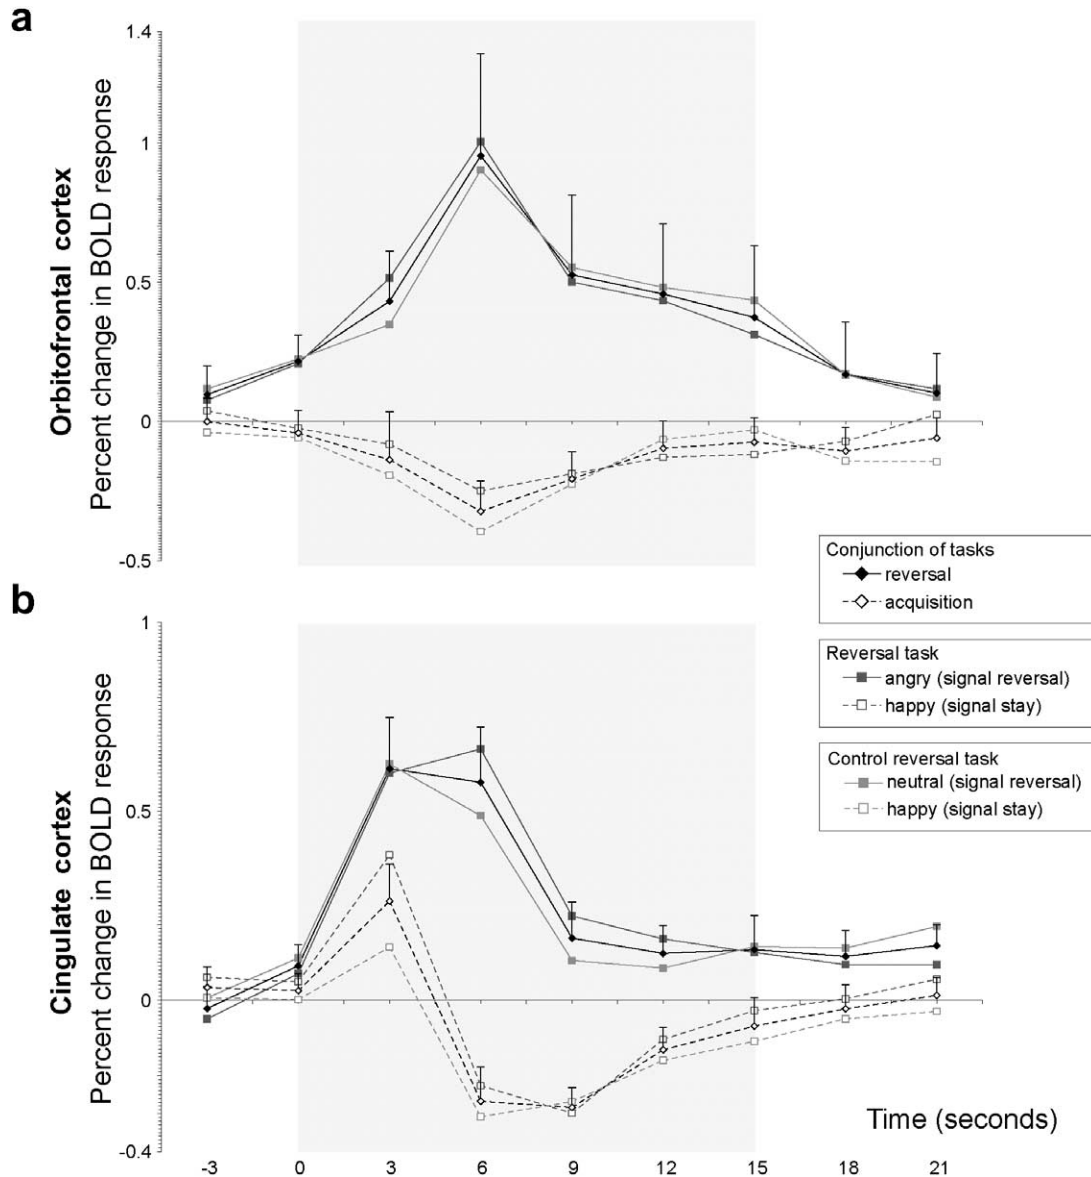 a
Orbitofrontal cortex
Percent change in BOLD response
1.4
1
0.5
0
-0.5
Conjunction of tasks
reversal
acquisition
Reversal task
angry (signal reversal)
happy (signal stay)
Control reversal task
neutral (signal reversal)
happy (signal stay)
b
Cingulate cortex
Percent change in BOLD response
1
0.5
0
-0.4
Time (seconds)
-3 0 3 6 9 12 15 18 21